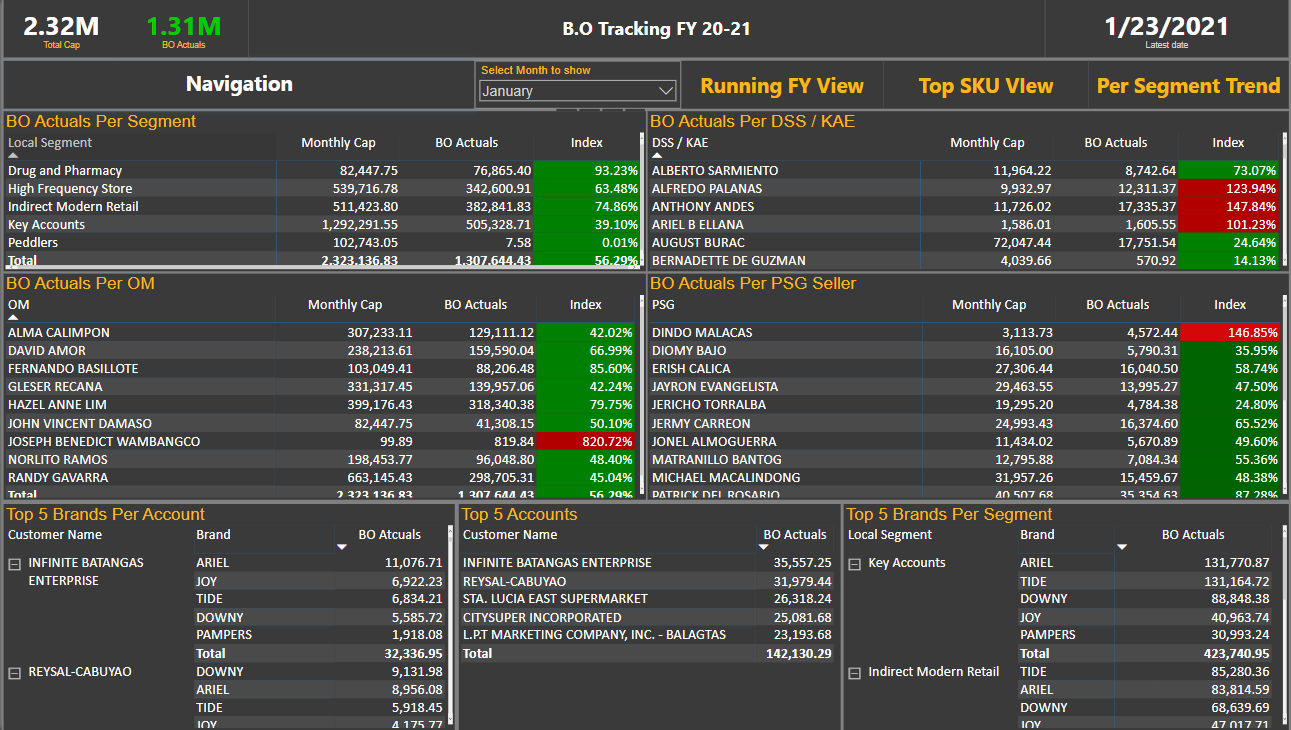 2.32M
Total Cap
1.31M
BO Actuals
B.O Tracking FY 20-21
1/23/2021
Latest date
Navigation
Select Month to show
January
Running FY View
Top SKU VIew
Per Segment Trend
BO Actuals Per Segment
Local Segment Monthly Cap BO Actuals Index
Drug and Pharmacy 82,447.75 76,865.40 93.23%
High Frequency Store 539,716.78 342,600.91 63.48%
Indirect Modern Retail 511,423.80 382,841.83 74.86%
Key Accounts 1,292,291.55 505,328.71 39.10%
Peddlers 102,743.05 7.58 0.01%
Total 2,323,136.83 1,307,644.43 56.29%
BO Actuals Per DSS / KAE
DSS / KAE Monthly Cap BO Actuals Index
ALBERTO SARMIENTO 11,964.22 8,742.64 73.07%
ALFREDO PALANAS 9,932.97 12,311.37 123.94%
ANTHONY ANDES 11,726.02 17,335.37 147.84%
ARIEL B ELLANA 1,586.01 1,605.55 101.23%
AUGUST BURAC 72,047.44 17,751.54 24.64%
BERNADETTE DE GUZMAN 4,039.66 570.92 14.13%
BO Actuals Per OM
OM Monthly Cap BO Actuals Index
ALMA CALIMPON 307,233.11 129,111.12 42.02%
DAVID AMOR 238,213.61 159,590.04 66.99%
FERNANDO BASILLOTE 103,049.41 88,206.48 85.60%
GLESER RECANA 331,317.45 139,957.06 42.24%
HAZEL ANNE LIM 399,176.43 318,340.38 79.75%
JOHN VINCENT DAMASO 82,447.75 41,308.15 50.10%
JOSEPH BENEDICT WAMBANGCO 99.89 819.84 820.72%
NORLITO RAMOS 198,453.77 96,048.80 48.40%
RANDY GAVARRA 663,145.43 298,705.31 45.04%
Total 2,323,136.83 1,307,644.43 56.29%
BO Actuals Per PSG Seller
PSG Monthly Cap BO Actuals Index
DINDO MALACAS 3,113.73 4,572.44 146.85%
DIOMY BAJO 16,105.00 5,790.31 35.95%
ERISH CALICA 27,306.44 16,040.50 58.74%
JAYRON EVANGELISTA 29,463.55 13,995.27 47.50%
JERICHO TORRALBA 19,295.20 4,784.38 24.80%
JERMY CARREON 24,993.43 16,374.60 65.52%
JONEL ALMOGUERRA 11,434.02 5,670.89 49.60%
MATRANILLO BANTOG 12,795.88 7,084.34 55.36%
MICHAEL MACALINDONG 31,957.26 15,459.67 48.38%
PATRICK DEL ROSARIO 40,507.68 35,354.63 87.28%
Top 5 Brands Per Account
Customer Name Brand BO Atcuals
INFINITE BATANGAS ARIEL 11,076.71
ENTERPRISE JOY 6,922.23
TIDE 6,834.21
DOWNY 5,585.72
PAMPERS 1,918.08
Total 32,336.95
REYSAL-CABUYAO DOWNY 9,131.98
ARIEL 8,956.08
TIDE 5,918.45
JOY 4,175.77
Top 5 Accounts
Customer Name BO Actuals
INFINITE BATANGAS ENTERPRISE 35,557.25
REYSAL-CABUYAO 31,979.44
STA. LUCIA EAST SUPERMARKET 26,318.24
CITYSUPER INCORPORATED 25,081.68
L.P.T MARKETING COMPANY, INC. - BALAGTAS 23,193.68
Total 142,130.29
Top 5 Brands Per Segment
Local Segment Brand BO Actuals
Key Accounts ARIEL 131,770.87
TIDE 131,164.72
DOWNY 88,848.38
JOY 40,963.74
PAMPERS 30,993.24
Total 423,740.95
Indirect Modern Retail TIDE 85,280.36
ARIEL 83,814.59
DOWNY 68,639.69
JOY 47,017.71